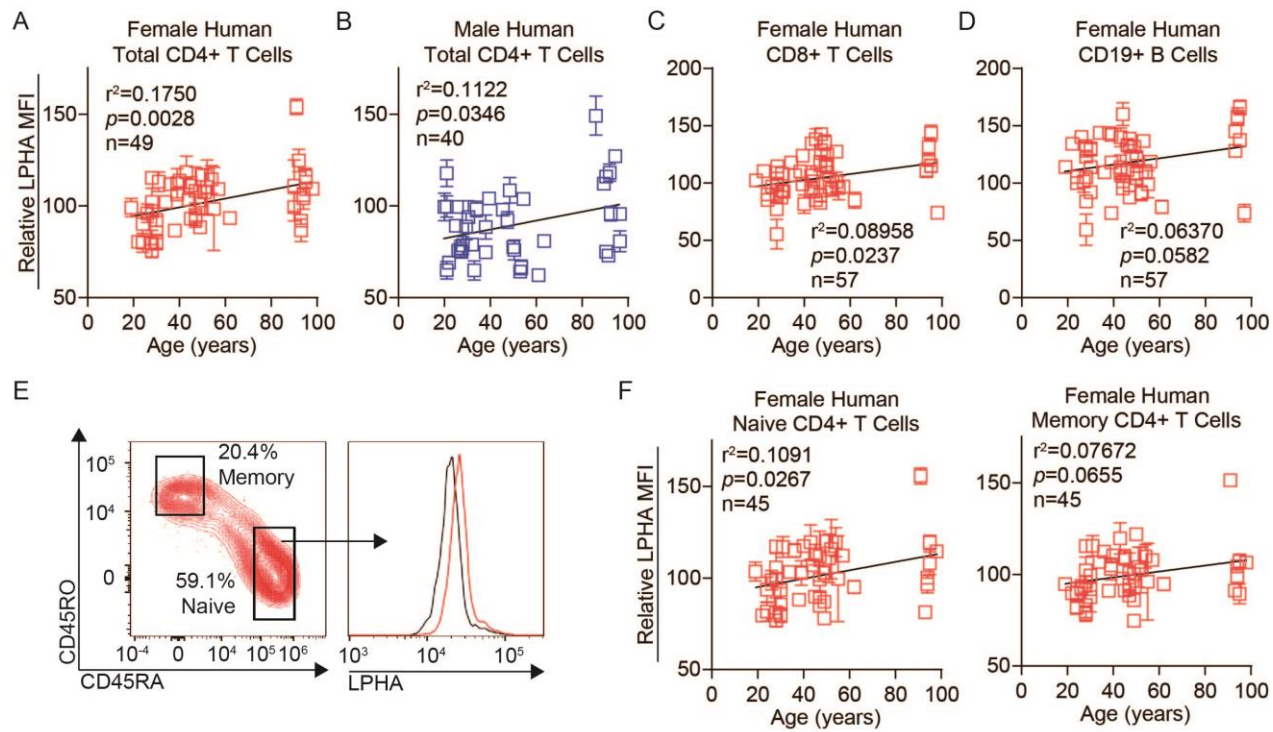 A
Female Human
Total CD4+ T Cells
r²=0.1750
p=0.0028
n=49
Relative LPHA MFI
150
100
50
0 20 40 60 80 100
Age (years)
B
Male Human
Total CD4+ T Cells
r²=0.1122
p=0.0346
n=40
150
100
50
0 20 40 60 80 100
Age (years)
C
Female Human
CD8+ T Cells
200
150
100
50
0
r²=0.08958
p=0.0237
n=57
0 20 40 60 80 100
Age (years)
D
Female Human
CD19+ B Cells
200
150
100
50
0
r²=0.06370
p=0.0582
n=57
0 20 40 60 80 100
Age (years)
E
CD45RO
10⁵
10⁴
0
20.4%
Memory
59.1%
Naive
10⁻⁴ 0 10⁴ 10⁵ 10⁶
CD45RA
10³ 10⁴ 10⁵
LPHA
F
Female Human
Naive CD4+ T Cells
r²=0.1091
p=0.0267
n=45
Relative LPHA MFI
150
100
50
0 20 40 60 80 100
Age (years)
Female Human
Memory CD4+ T Cells
r²=0.07672
p=0.0655
n=45
150
100
50
0 20 40 60 80 100
Age (years)